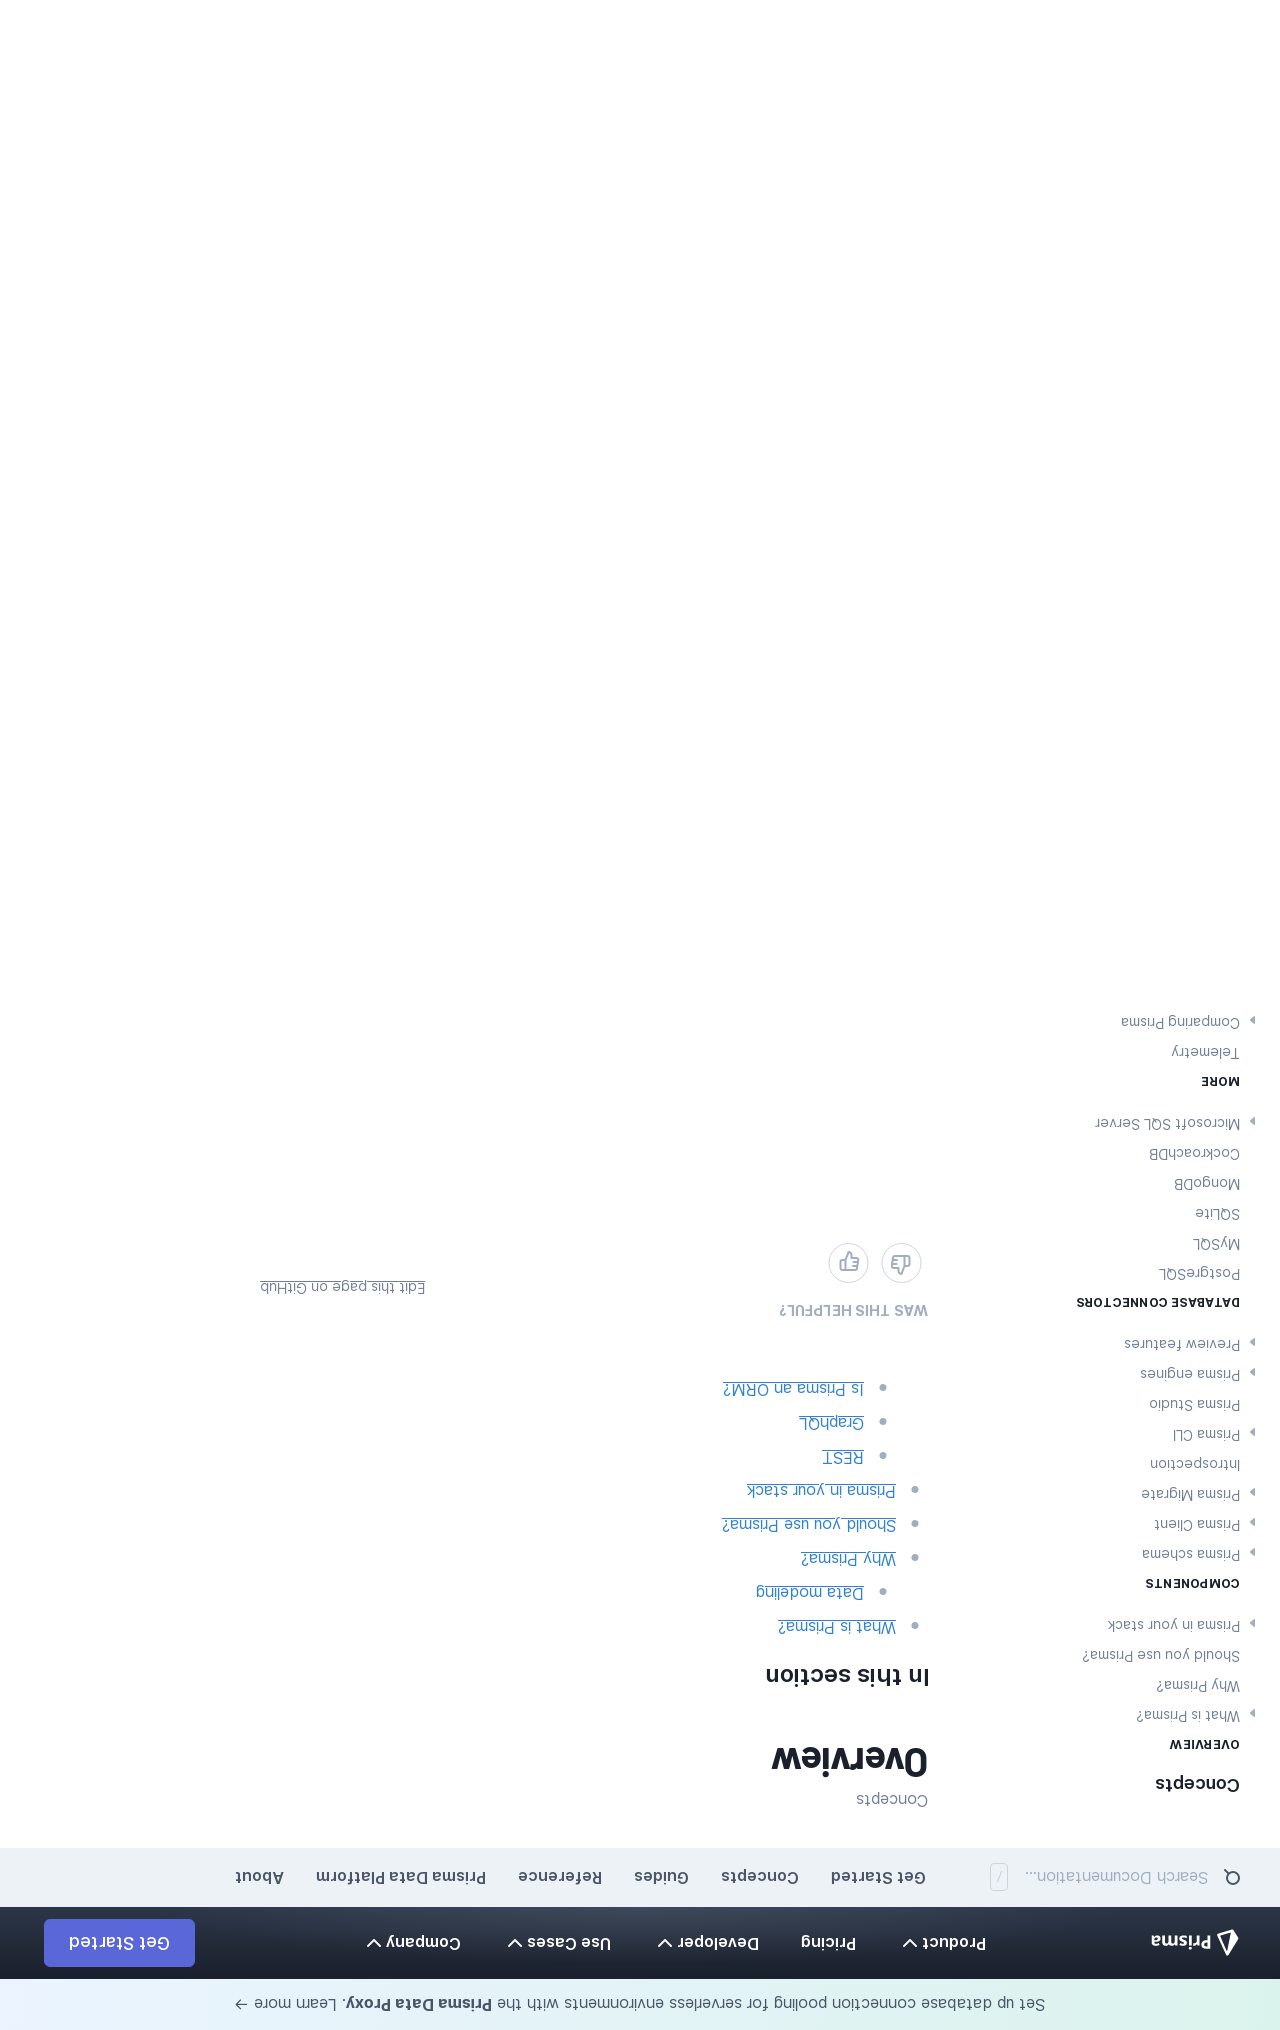 Set up database connection pooling for serverless environments with the Prisma Data Proxy. Learn more →
Prisma
Product
Pricing
Developer
Use Cases
Company
Get Started
Search Documentation...
/
Get Started
Concepts
Guides
Reference
Prisma Data Platform
About
Concepts
OVERVIEW
What is Prisma?
Why Prisma?
Should you use Prisma?
Prisma in your stack
COMPONENTS
Prisma schema
Prisma Client
Prisma Migrate
Introspection
Prisma CLI
Prisma Studio
Prisma engines
Preview features
DATABASE CONNECTORS
PostgreSQL
MySQL
SQLite
MongoDB
CockroachDB
Microsoft SQL Server
MORE
Telemetry
Comparing Prisma
Concepts
Overview
In this section
What is Prisma?
Data modeling
Why Prisma?
Should you use Prisma?
Prisma in your stack
REST
GraphQL
Is Prisma an ORM?
WAS THIS HELPFUL?
Edit this page on GitHub